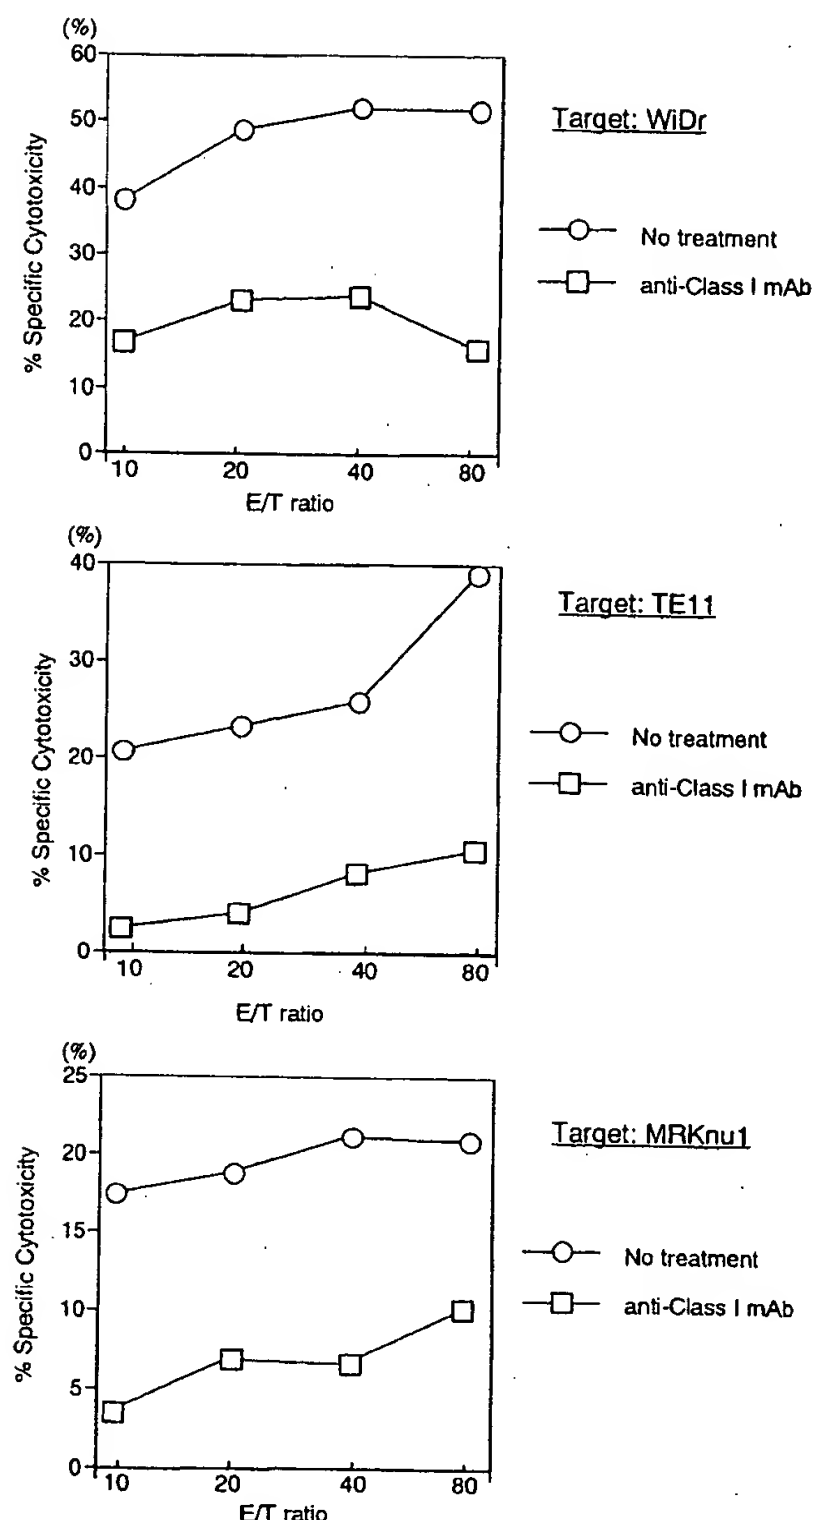 (%)
60
50
40
30
20
10
0
10 20 40 80
E/T ratio
% Specific Cytotoxicity
Target: WiDr
No treatment
anti-Class I mAb
(%)
40
30
20
10
0
10 20 40 80
E/T ratio
% Specific Cytotoxicity
Target: TE11
No treatment
anti-Class I mAb
(%)
25
20
15
10
5
0
10 20 40 80
E/T ratio
% Specific Cytotoxicity
Target: MRKnu1
No treatment
anti-Class I mAb